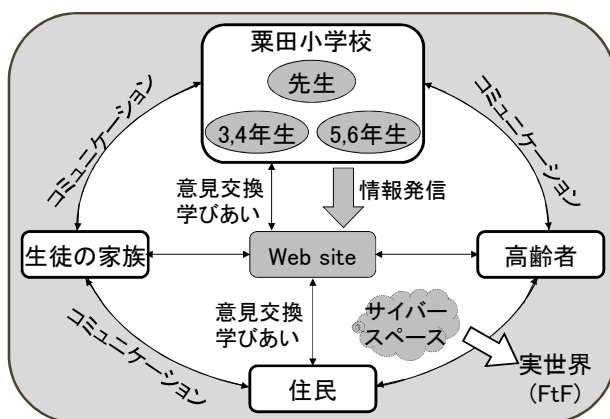 粟田小学校
先生
3,4年生
5,6年生
コミュニケーション
コミュニケーション
意見交換
学びあい
情報発信
生徒の家族
Web site
高齢者
意見交換
学びあい
サイバー
スペース
コミュニケーション
住民
実世界
(FtF)